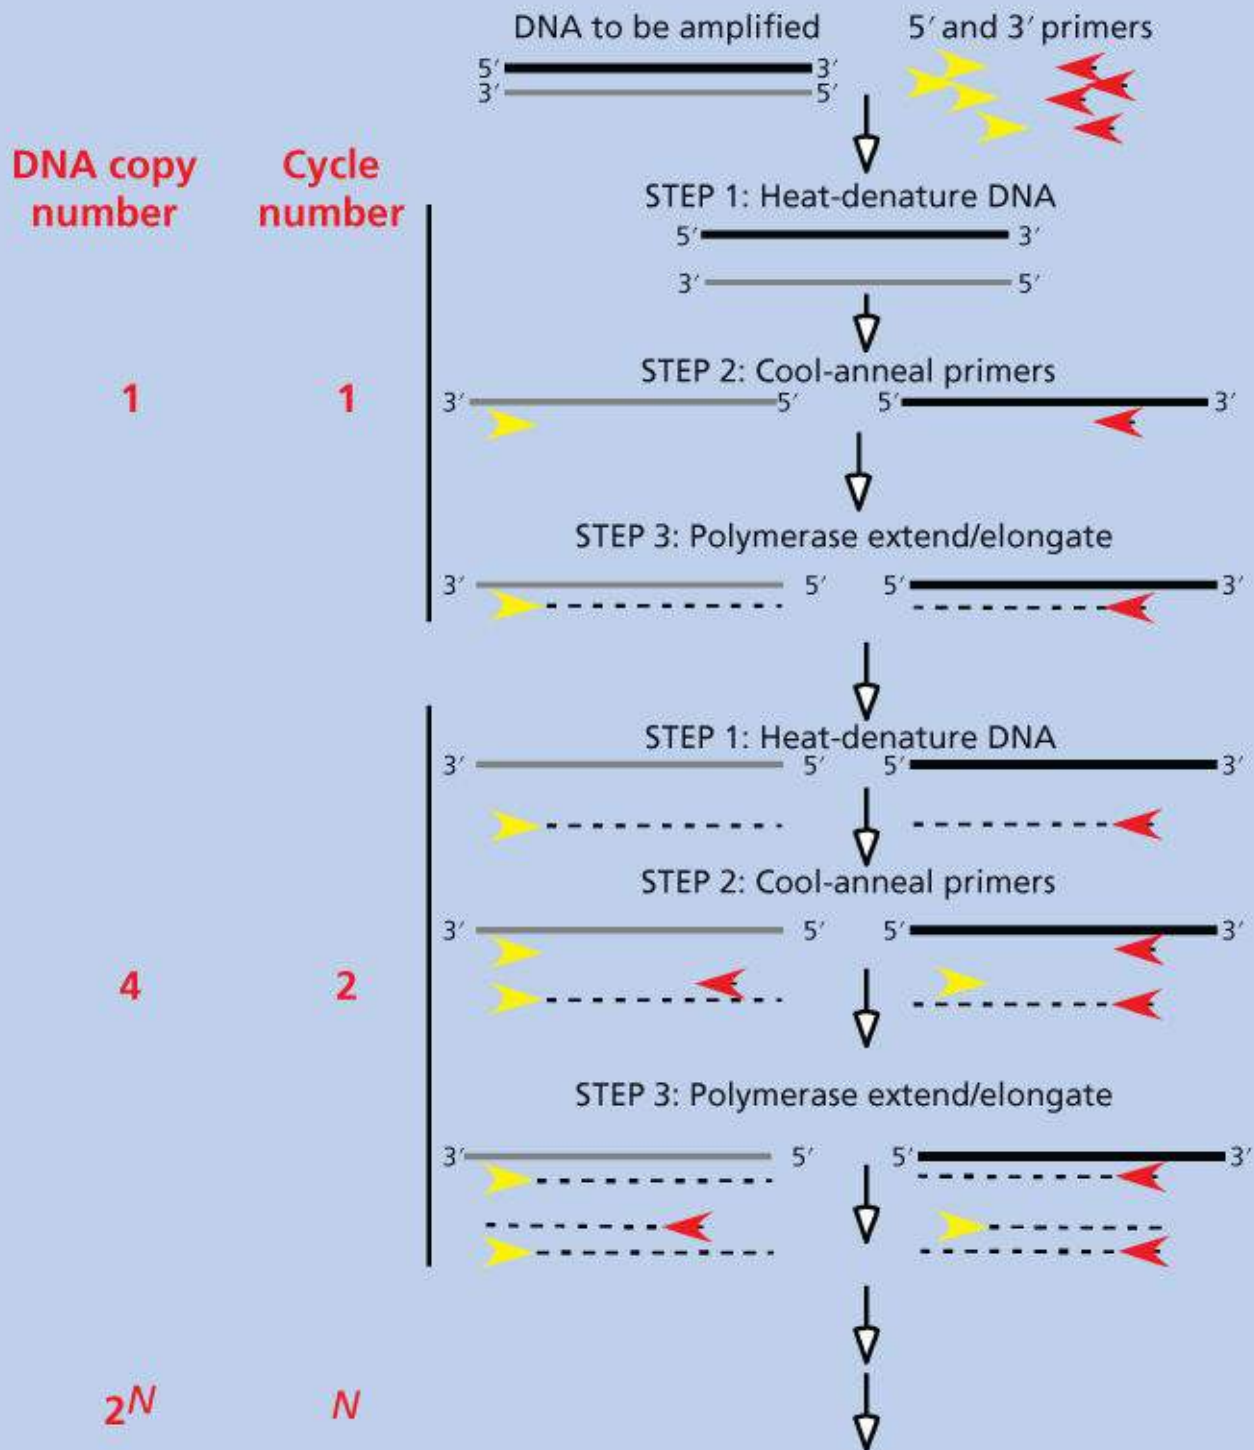 DNA to be amplified
5′ and 3′ primers
5′ 3′
3′ 5′
DNA copy
number
Cycle
number
STEP 1: Heat-denature DNA
5′ 3′
3′ 5′
STEP 2: Cool-anneal primers
1 1
3′ 5′ 5′ 3′
STEP 3: Polymerase extend/elongate
3′ 5′ 5′ 3′
STEP 1: Heat-denature DNA
3′ 5′ 5′ 3′
STEP 2: Cool-anneal primers
3′ 5′ 5′ 3′
4 2
STEP 3: Polymerase extend/elongate
3′ 5′ 5′ 3′
2^N N